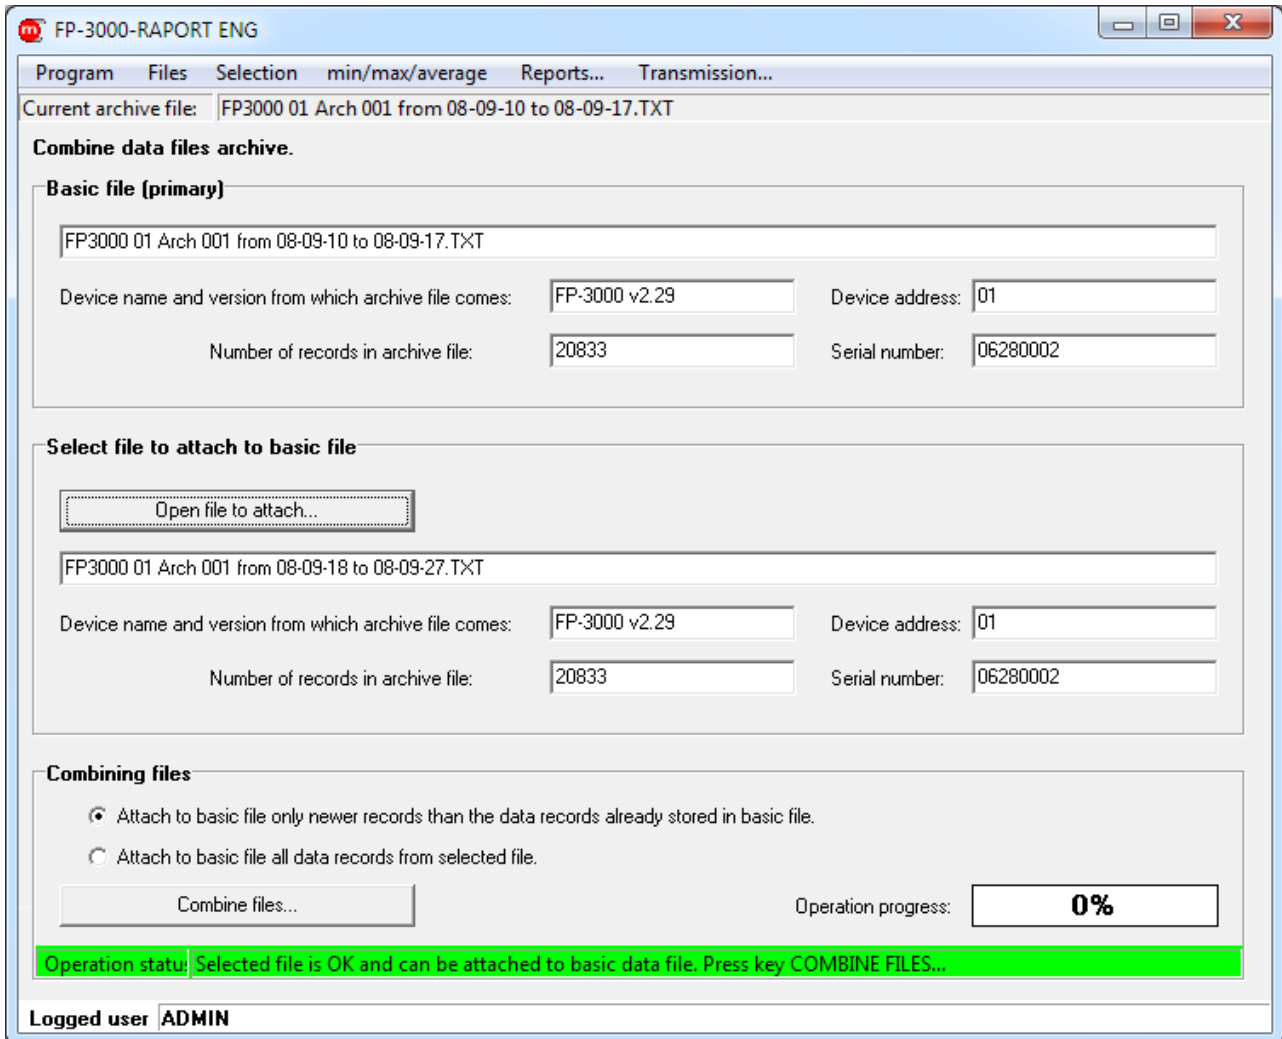 FP-3000-RAPORT ENG
Program Files Selection min/max/average Reports... Transmission...
Current archive file: FP3000 01 Arch 001 from 08-09-10 to 08-09-17.TXT
Combine data files archive.
Basic file (primary)
FP3000 01 Arch 001 from 08-09-10 to 08-09-17.TXT
Device name and version from which archive file comes: FP-3000 v2.29 Device address: 01
Number of records in archive file: 20833 Serial number: 06280002
Select file to attach to basic file
Open file to attach...
FP3000 01 Arch 001 from 08-09-18 to 08-09-27.TXT
Device name and version from which archive file comes: FP-3000 v2.29 Device address: 01
Number of records in archive file: 20833 Serial number: 06280002
Combining files
Attach to basic file only newer records than the data records already stored in basic file.
Attach to basic file all data records from selected file.
Combine files... Operation progress: 0%
Operation status Selected file is OK and can be attached to basic data file. Press key COMBINE FILES...
Logged user ADMIN